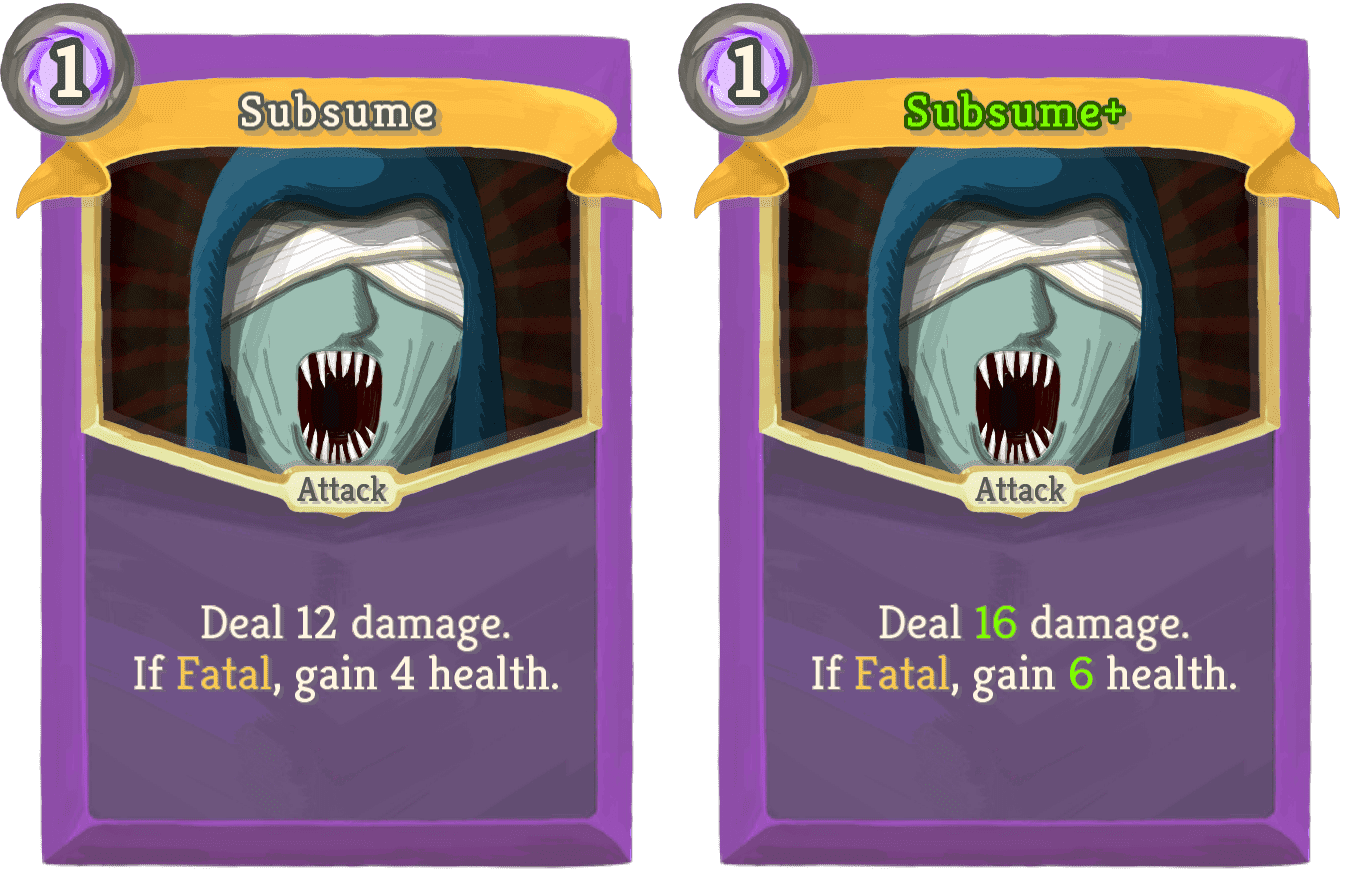 1
Subsume
Attack
Deal 12 damage.
If Fatal, gain 4 health.
1
Subsume+
Attack
Deal 16 damage.
If Fatal, gain 6 health.